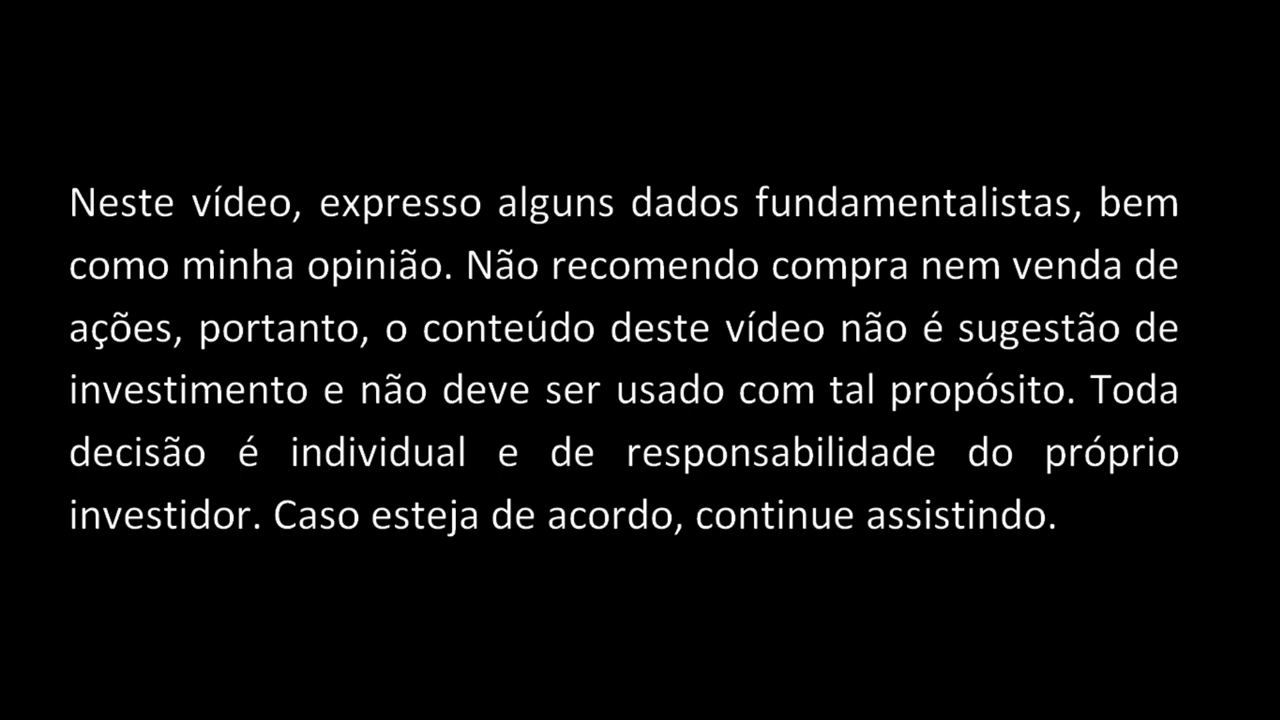 Neste vídeo, expresso alguns dados fundamentalistas, bem
como minha opinião. Não recomendo compra nem venda de
ações, portanto, o conteúdo deste vídeo não é sugestão de
investimento e não deve ser usado com tal propósito. Toda
decisão é individual e de responsabilidade do próprio
investidor. Caso esteja de acordo, continue assistindo.